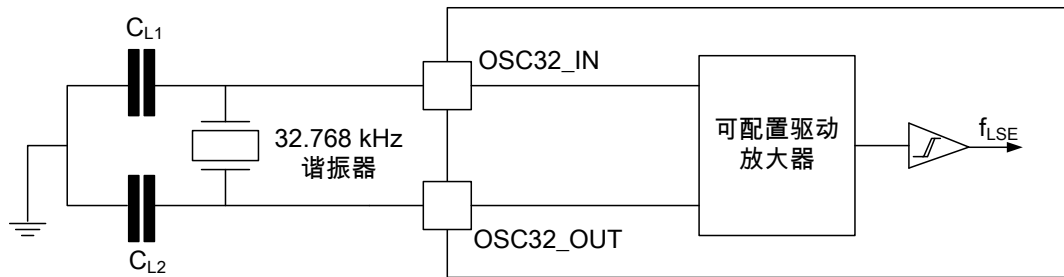 CL1
OSC32_IN
32.768 kHz
谐振器
可配置驱动
放大器
fLSE
OSC32_OUT
CL2